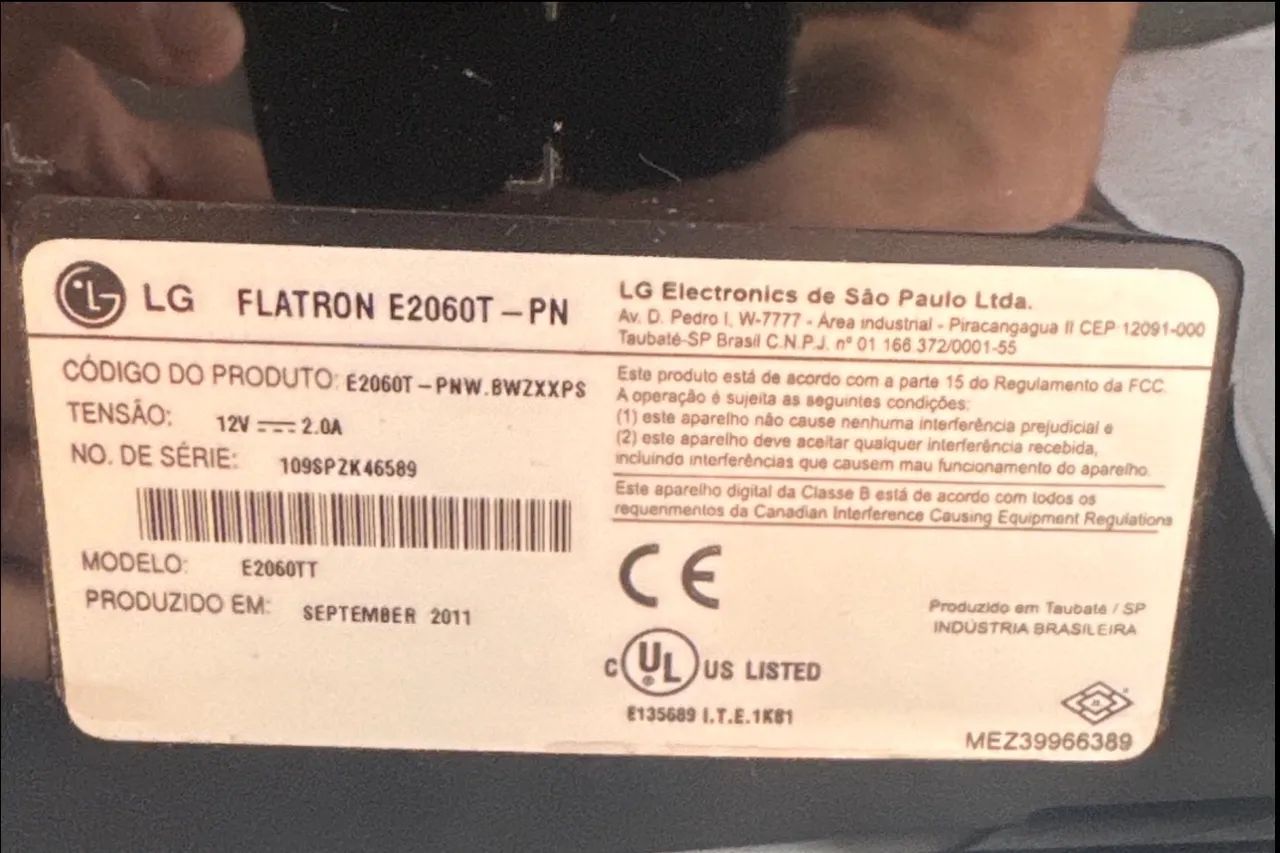 LG FLATRON E2060T-PN
LG Electronics de São Paulo Ltda.
Av. D. Pedro I, W-7777 - Área industrial - Piracangagua II CEP 12091-000
Taubaté-SP Brasil C.N.P.J. nº 01 166 372/0001-55
CÓDIGO DO PRODUTO: E2060T-PNW.BWZXXPS
TENSÃO: 12V ⎓ 2.0A
NO. DE SÉRIE: 109SPZK46589
MODELO: E2060TT
PRODUZIDO EM: SEPTEMBER 2011
Este produto está de acordo com a parte 15 do Regulamento da FCC.
A operação é sujeita as seguintes condições:
(1) este aparelho não cause nenhuma interferência prejudicial e
(2) este aparelho deve aceitar qualquer interferência recebida,
incluindo interferências que causem mau funcionamento do aparelho.
Este aparelho digital da Classe B está de acordo com todos os
requenmentos da Canadian Interference Causing Equipment Regulations
CE
C UL ® US LISTED
E135689 I.T.E.1K81
Produzido em Taubaté / SP
INDÚSTRIA BRASILEIRA
MEZ39966389